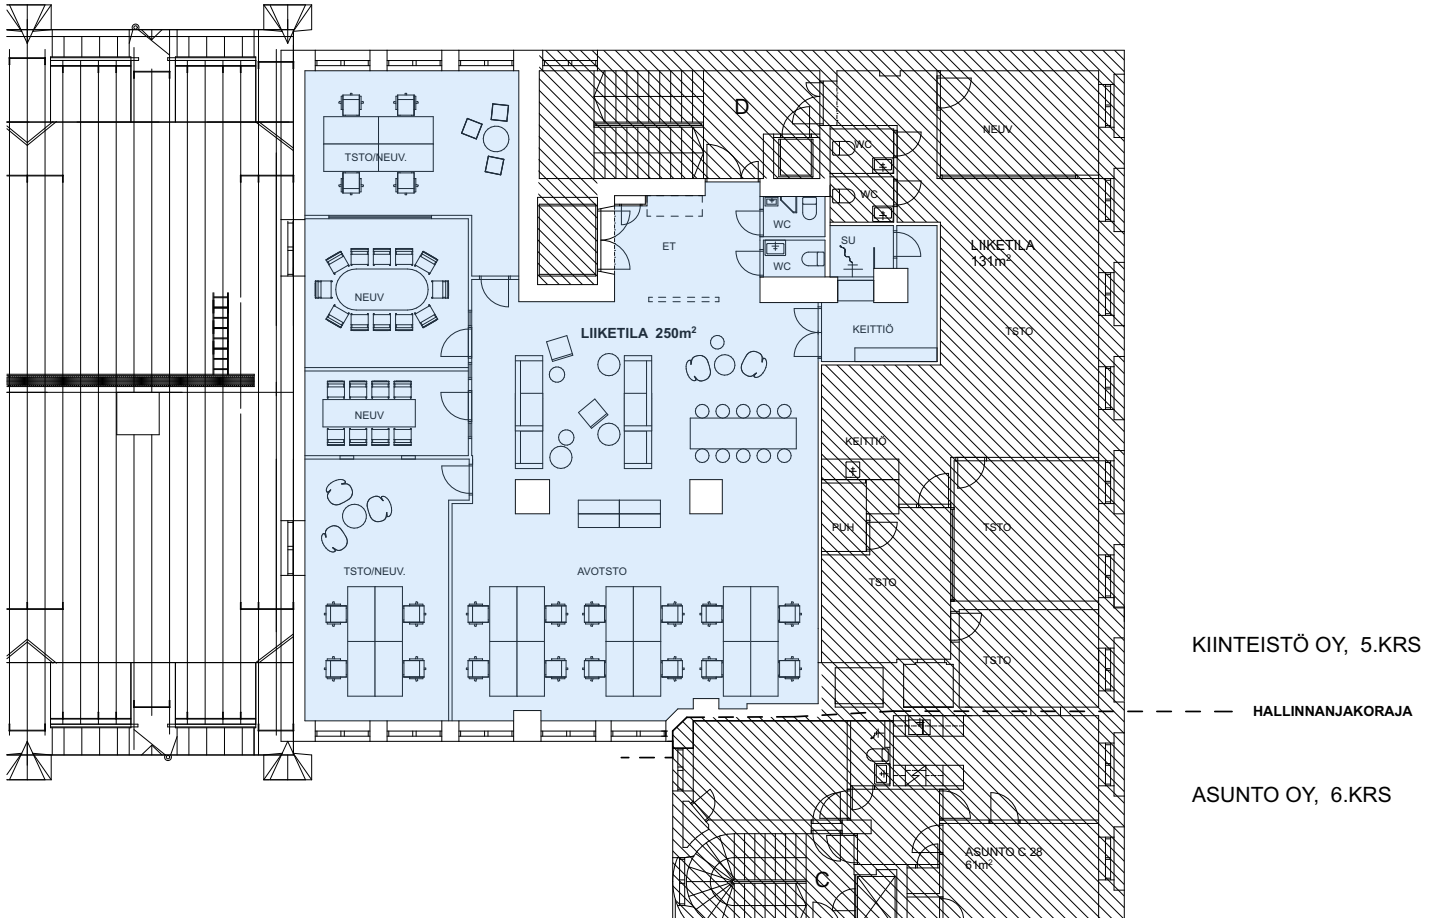 D
TSTO/NEUV.
NEUV
WC
WC
WC
ET
WC
SU
LIIKETILA
131m²
NEUV
LIIKETILA 250m²
KEITTIÖ
TSTO
NEUV
KEITTIÖ
PUH
TSTO
TSTO/NEUV.
AVOTSTO
TSTO
TSTO
KIINTEISTÖ OY, 5.KRS
HALLINNANJAKORAJA
ASUNTO OY, 6.KRS
ASUNTO C 28
61m²
C